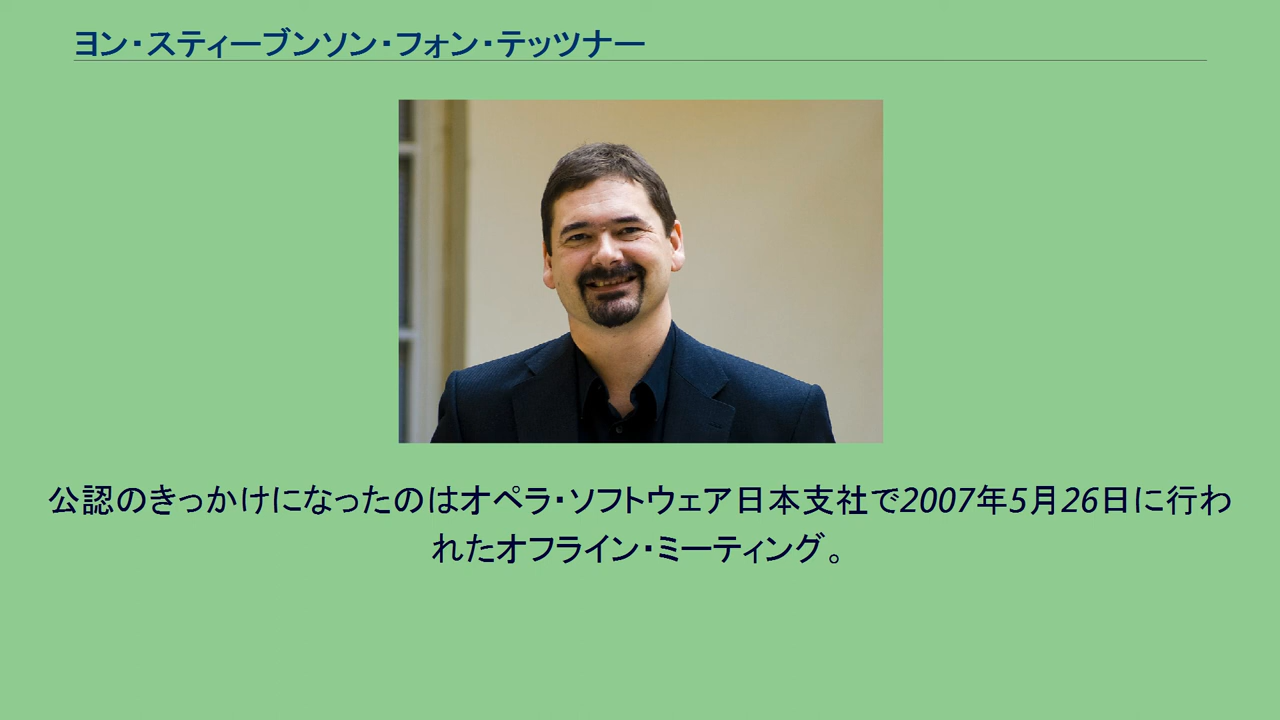 ヨン・スティーブンソン・フォン・テッツナー
公認のきっかけになったのはオペラ・ソフトウェア日本支社で2007年5月26日に行わ
れたオフライン・ミーティング。